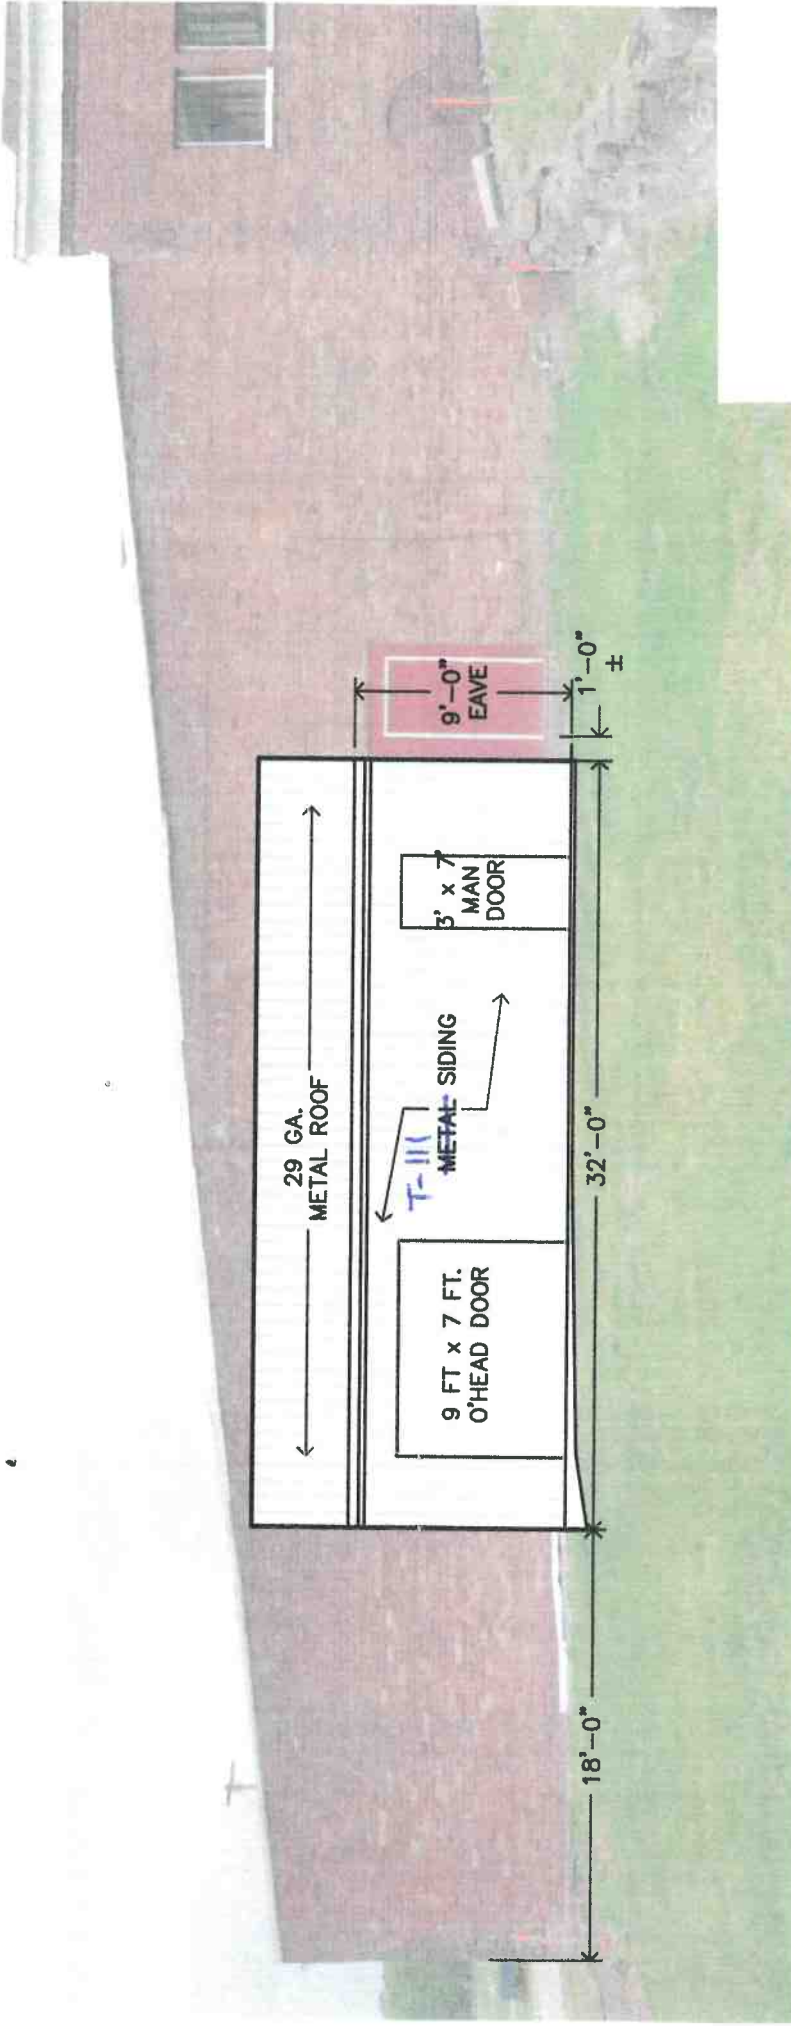 29 GA.
METAL ROOF
9'-0"
EAVE
1'-0"
±
3' x 7'
MAN
DOOR
T-111
METAL SIDING
9 FT x 7 FT.
O'HEAD DOOR
32'-0"
18'-0"